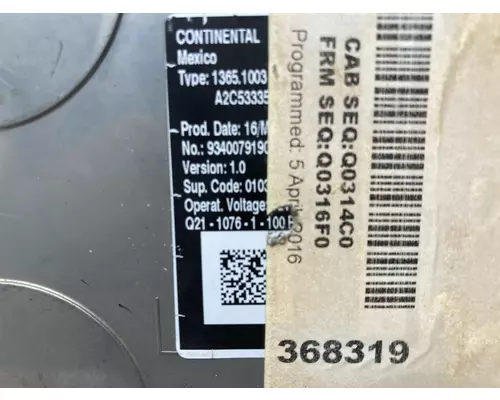 CONTINENTAL
Mexico
Type: 1365.1003
A2C53335
Prod. Date: 16/M
No.: 9340079190
Version: 1.0
Sup. Code: 0103
Operat. Voltage
Q21 - 1076 - 1 - 100
CAB SEQ:Q0314C0
FRM SEQ:Q0316F0
Programmed: 5 April 2016
368319